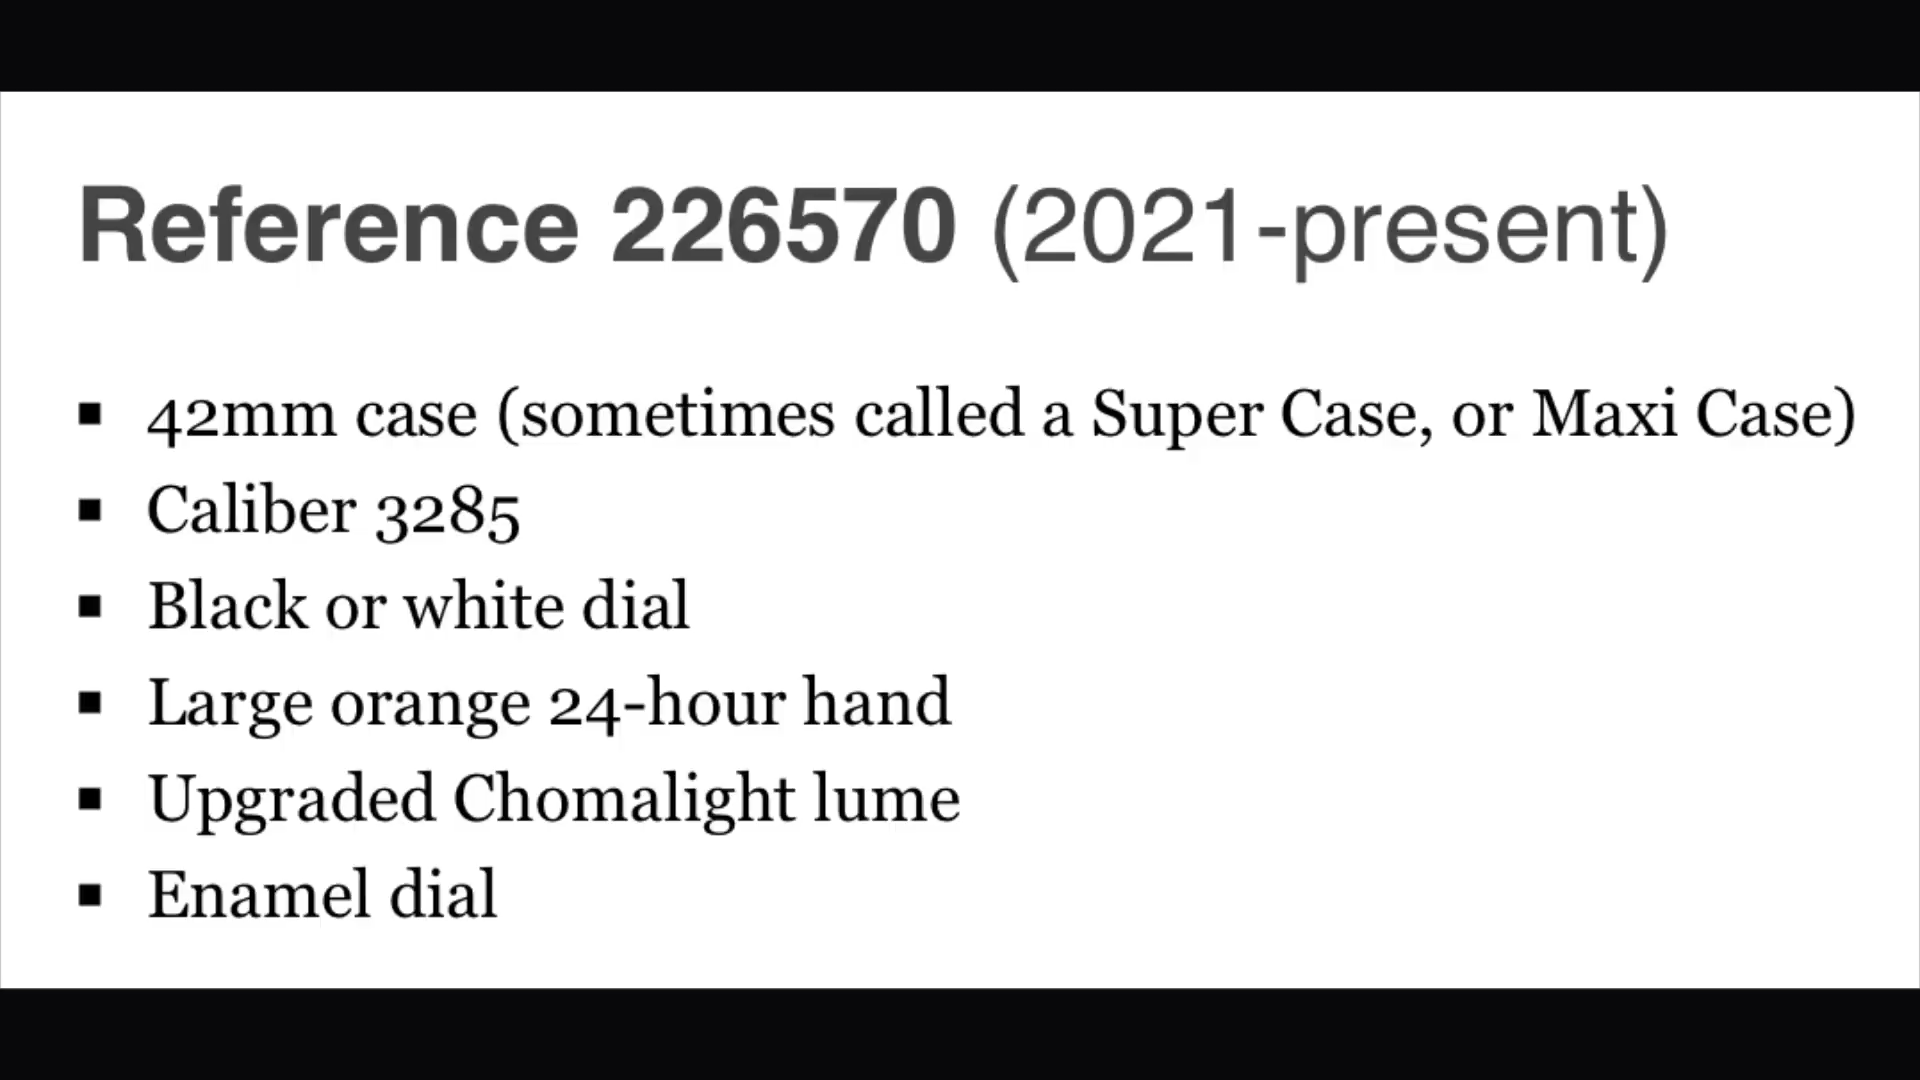 Reference 226570 (2021-present)
▪ 42mm case (sometimes called a Super Case, or Maxi Case)
▪ Caliber 3285
▪ Black or white dial
▪ Large orange 24-hour hand
▪ Upgraded Chomalight lume
▪ Enamel dial